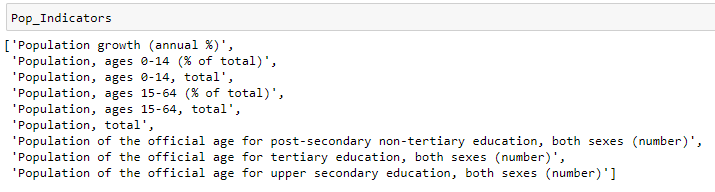 Pop_Indicators
['Population growth (annual %)',
'Population, ages 0-14 (% of total)',
'Population, ages 0-14, total',
'Population, ages 15-64 (% of total)',
'Population, ages 15-64, total',
'Population, total',
'Population of the official age for post-secondary non-tertiary education, both sexes (number)',
'Population of the official age for tertiary education, both sexes (number)',
'Population of the official age for upper secondary education, both sexes (number)']